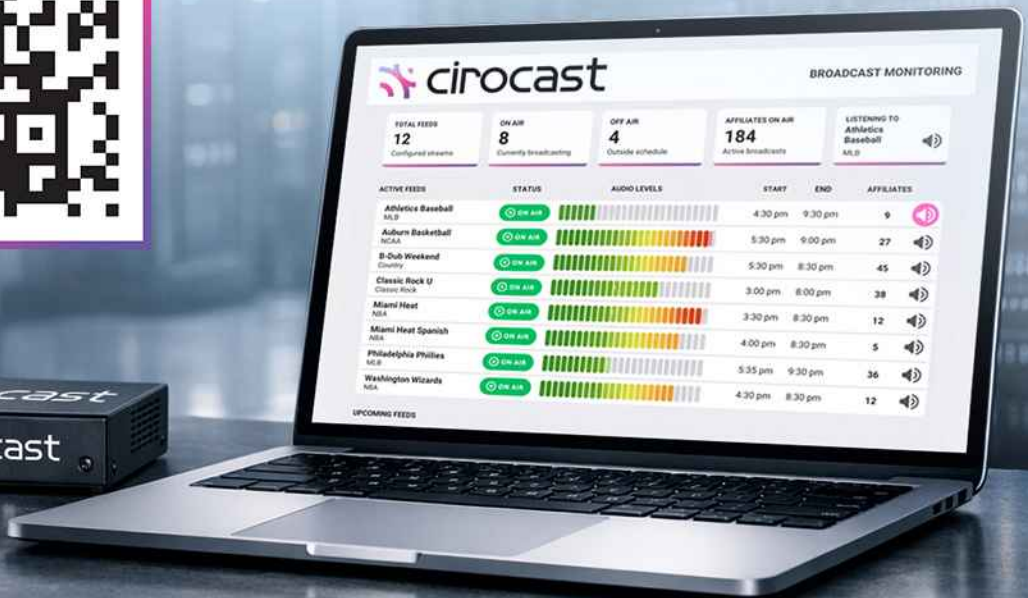 cirocast
BROADCAST MONITORING
TOTAL FEEDS
12
Configured streams
ON AIR
8
Currently broadcasting
OFF AIR
4
Outside schedule
AFFILIATES ON AIR
184
Active broadcasts
LISTENING TO
Athletics
Baseball
MLB
ACTIVE FEEDS STATUS AUDIO LEVELS START END AFFILIATES
Athletics Baseball ON AIR 4:30 pm 9:30 pm 9
MLB
Auburn Basketball ON AIR 5:30 pm 9:00 pm 27
NCAA
B-Dub Weekend ON AIR 5:30 pm 8:30 pm 45
Country
Classic Rock U ON AIR 3:00 pm 8:00 pm 38
Classic Rock
Miami Heat ON AIR 3:30 pm 8:30 pm 12
NBA
Miami Heat Spanish ON AIR 4:00 pm 8:30 pm 5
NBA
Philadelphia Phillies ON AIR 5:35 pm 9:30 pm 36
MLB
Washington Wizards ON AIR 4:30 pm 8:30 pm 12
NBA
UPCOMING FEEDS
cast
cast